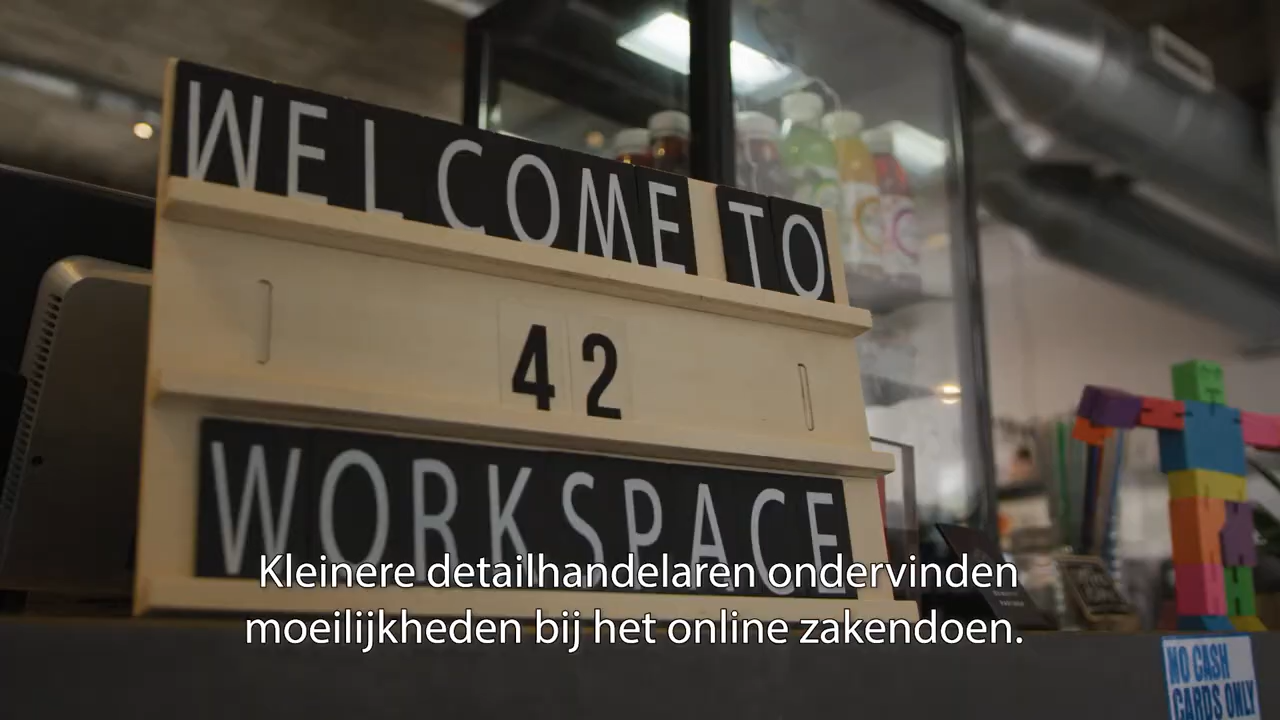 WELCOME TO
42
WORKSPACE
Kleinere detailhandelaren ondervinden
moeilijkheden bij het online zakendoen.
NO CASH
CARDS ONLY